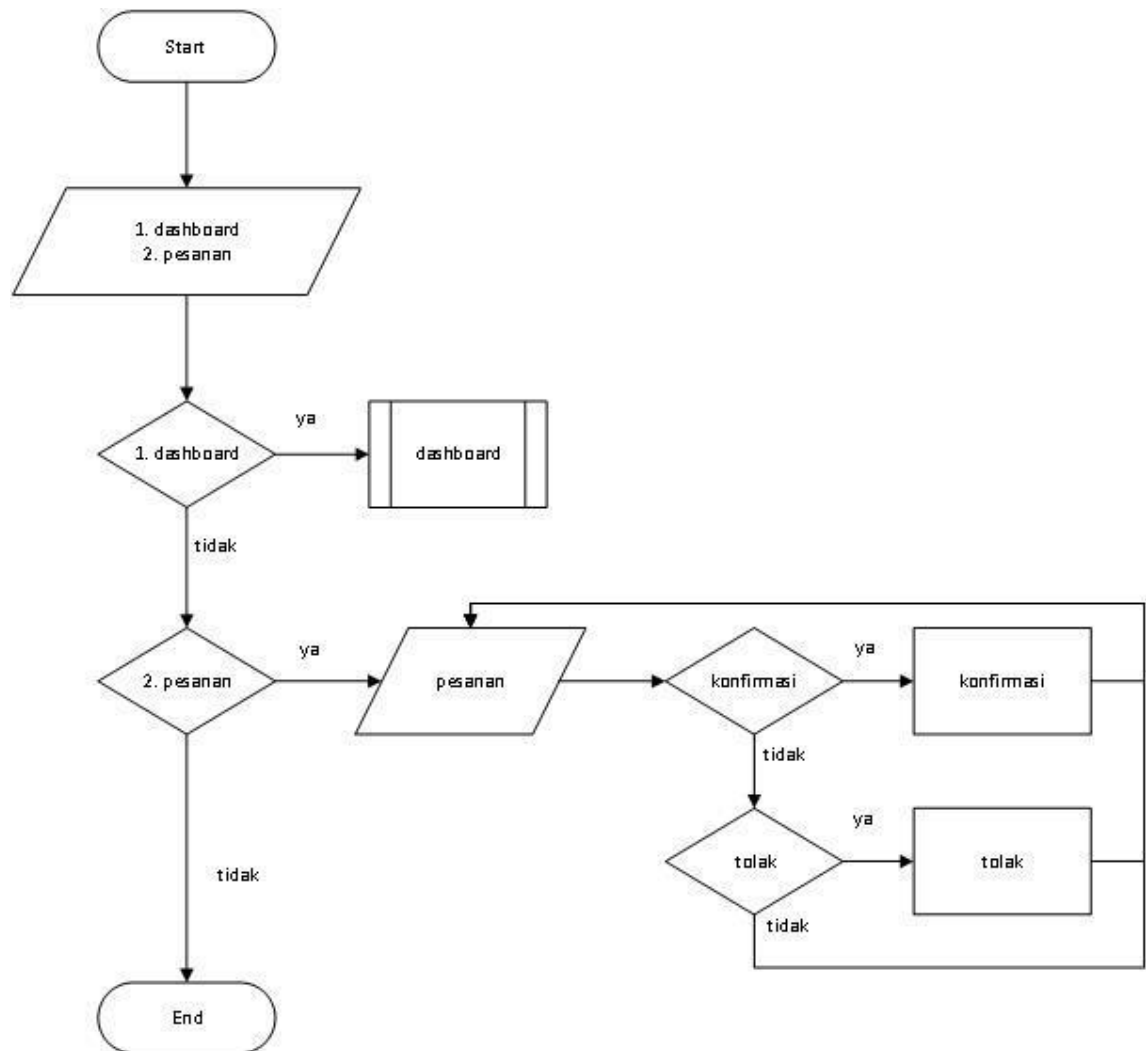 Start
1. dashboard
2. pesanan
1. dashboard
ya
dashboard
tidak
2. pesanan
ya
pesanan
konfirmasi
ya
konfirmasi
tidak
tolak
ya
tolak
tidak
tidak
End